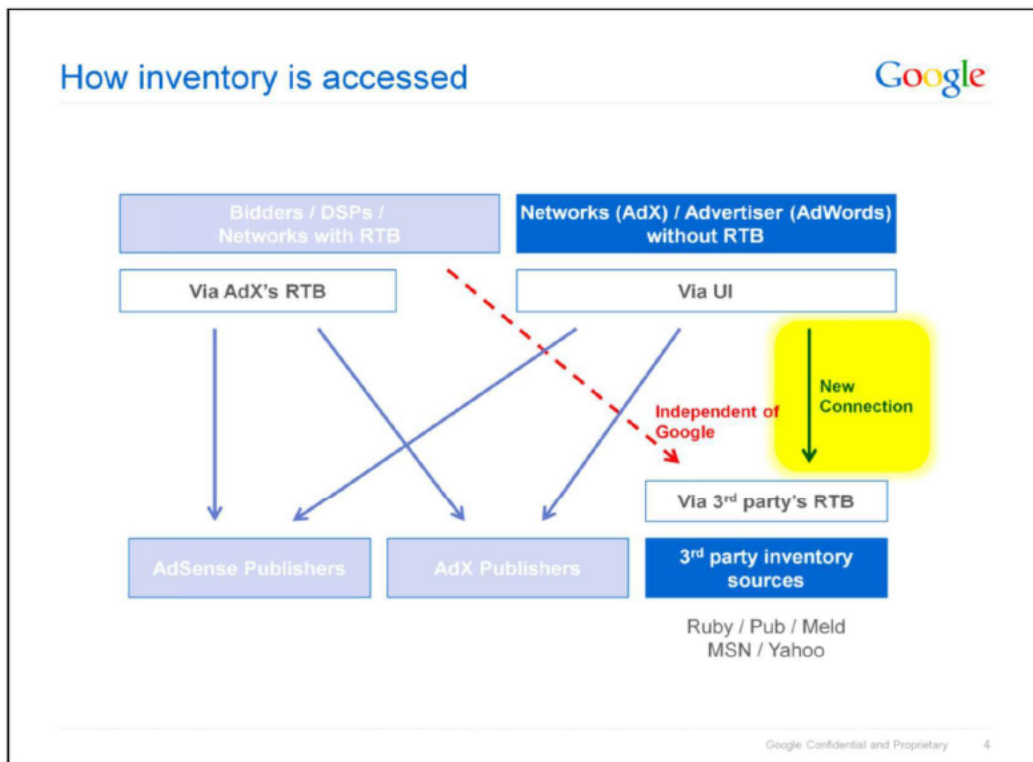 How inventory is accessed
Google
Bidders / DSPs /
Networks with RTB
Networks (AdX) / Advertiser (AdWords)
without RTB
Via AdX's RTB
Via UI
New
Connection
Independent of
Google
Via 3rd party's RTB
AdSense Publishers
AdX Publishers
3rd party inventory
sources
Ruby / Pub / Meld
MSN / Yahoo
Google Confidential and Proprietary 4